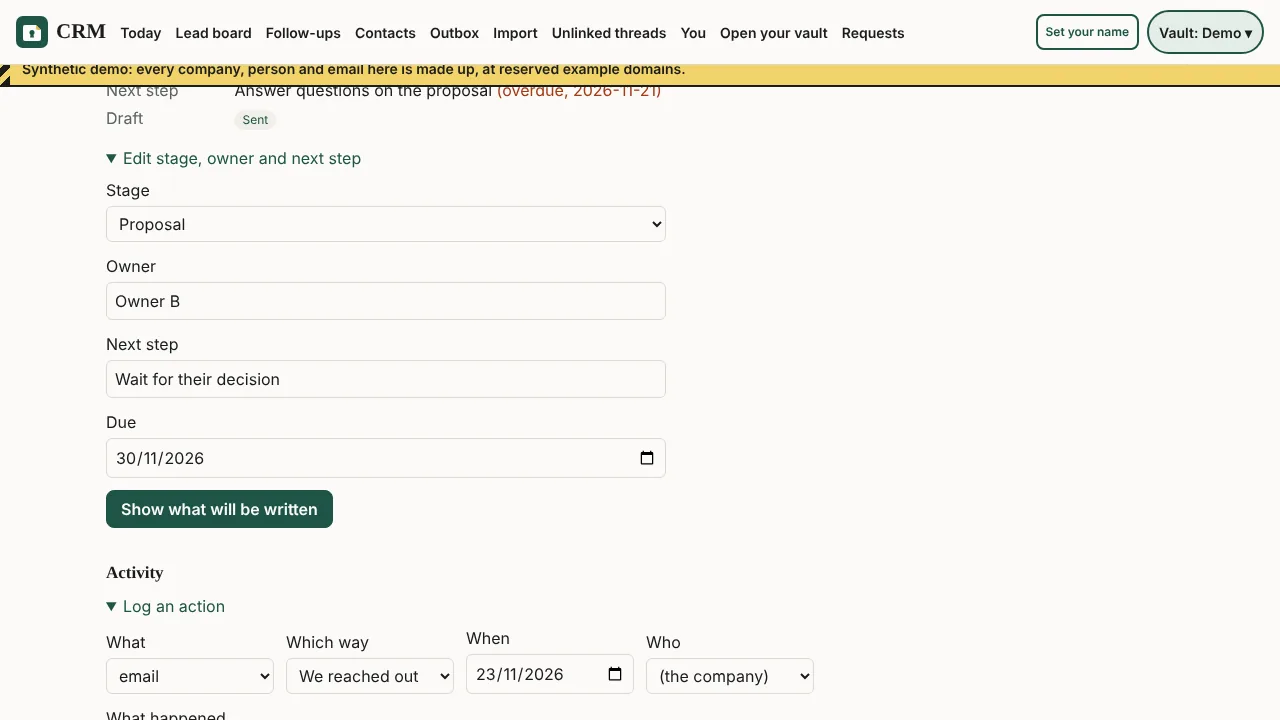 CRM Today Lead board Follow-ups Contacts Outbox Import Unlinked threads You Open your vault Requests Set your name Vault: Demo ▾
Synthetic demo: every company, person and email here is made up, at reserved example domains.
Next step Answer questions on the proposal (overdue, 2026-11-21)
Draft Sent
▼ Edit stage, owner and next step
Stage
Proposal
Owner
Owner B
Next step
Wait for their decision
Due
30/11/2026
Show what will be written
Activity
▼ Log an action
What Which way When Who
email We reached out 23/11/2026 (the company)
What happened